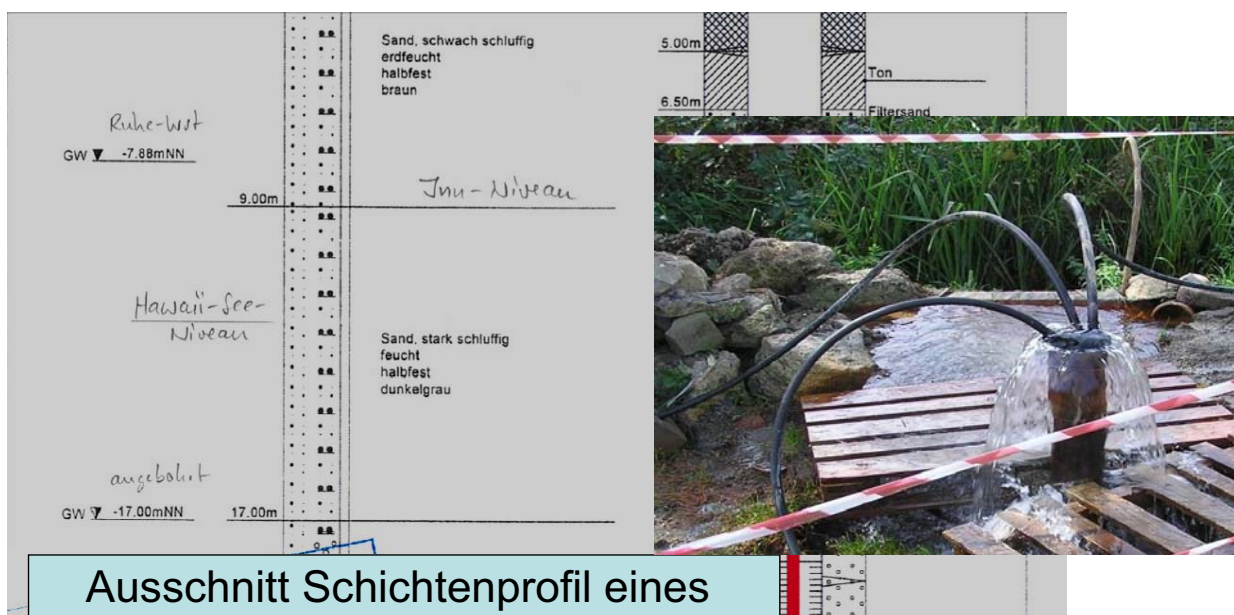 Sand, schwach schluffig
erdfeucht
halbfest
braun
Ruhe-Wst
GW -7.88mNN
9.00m
Inn-Niveau
Hawaii-See-
Niveau
Sand, stark schluffig
feucht
halbfest
dunkelgrau
angebohrt
GW -17.00mNN
17.00m
5.00m
Ton
6.50m
Filtersand
Ausschnitt Schichtenprofil eines